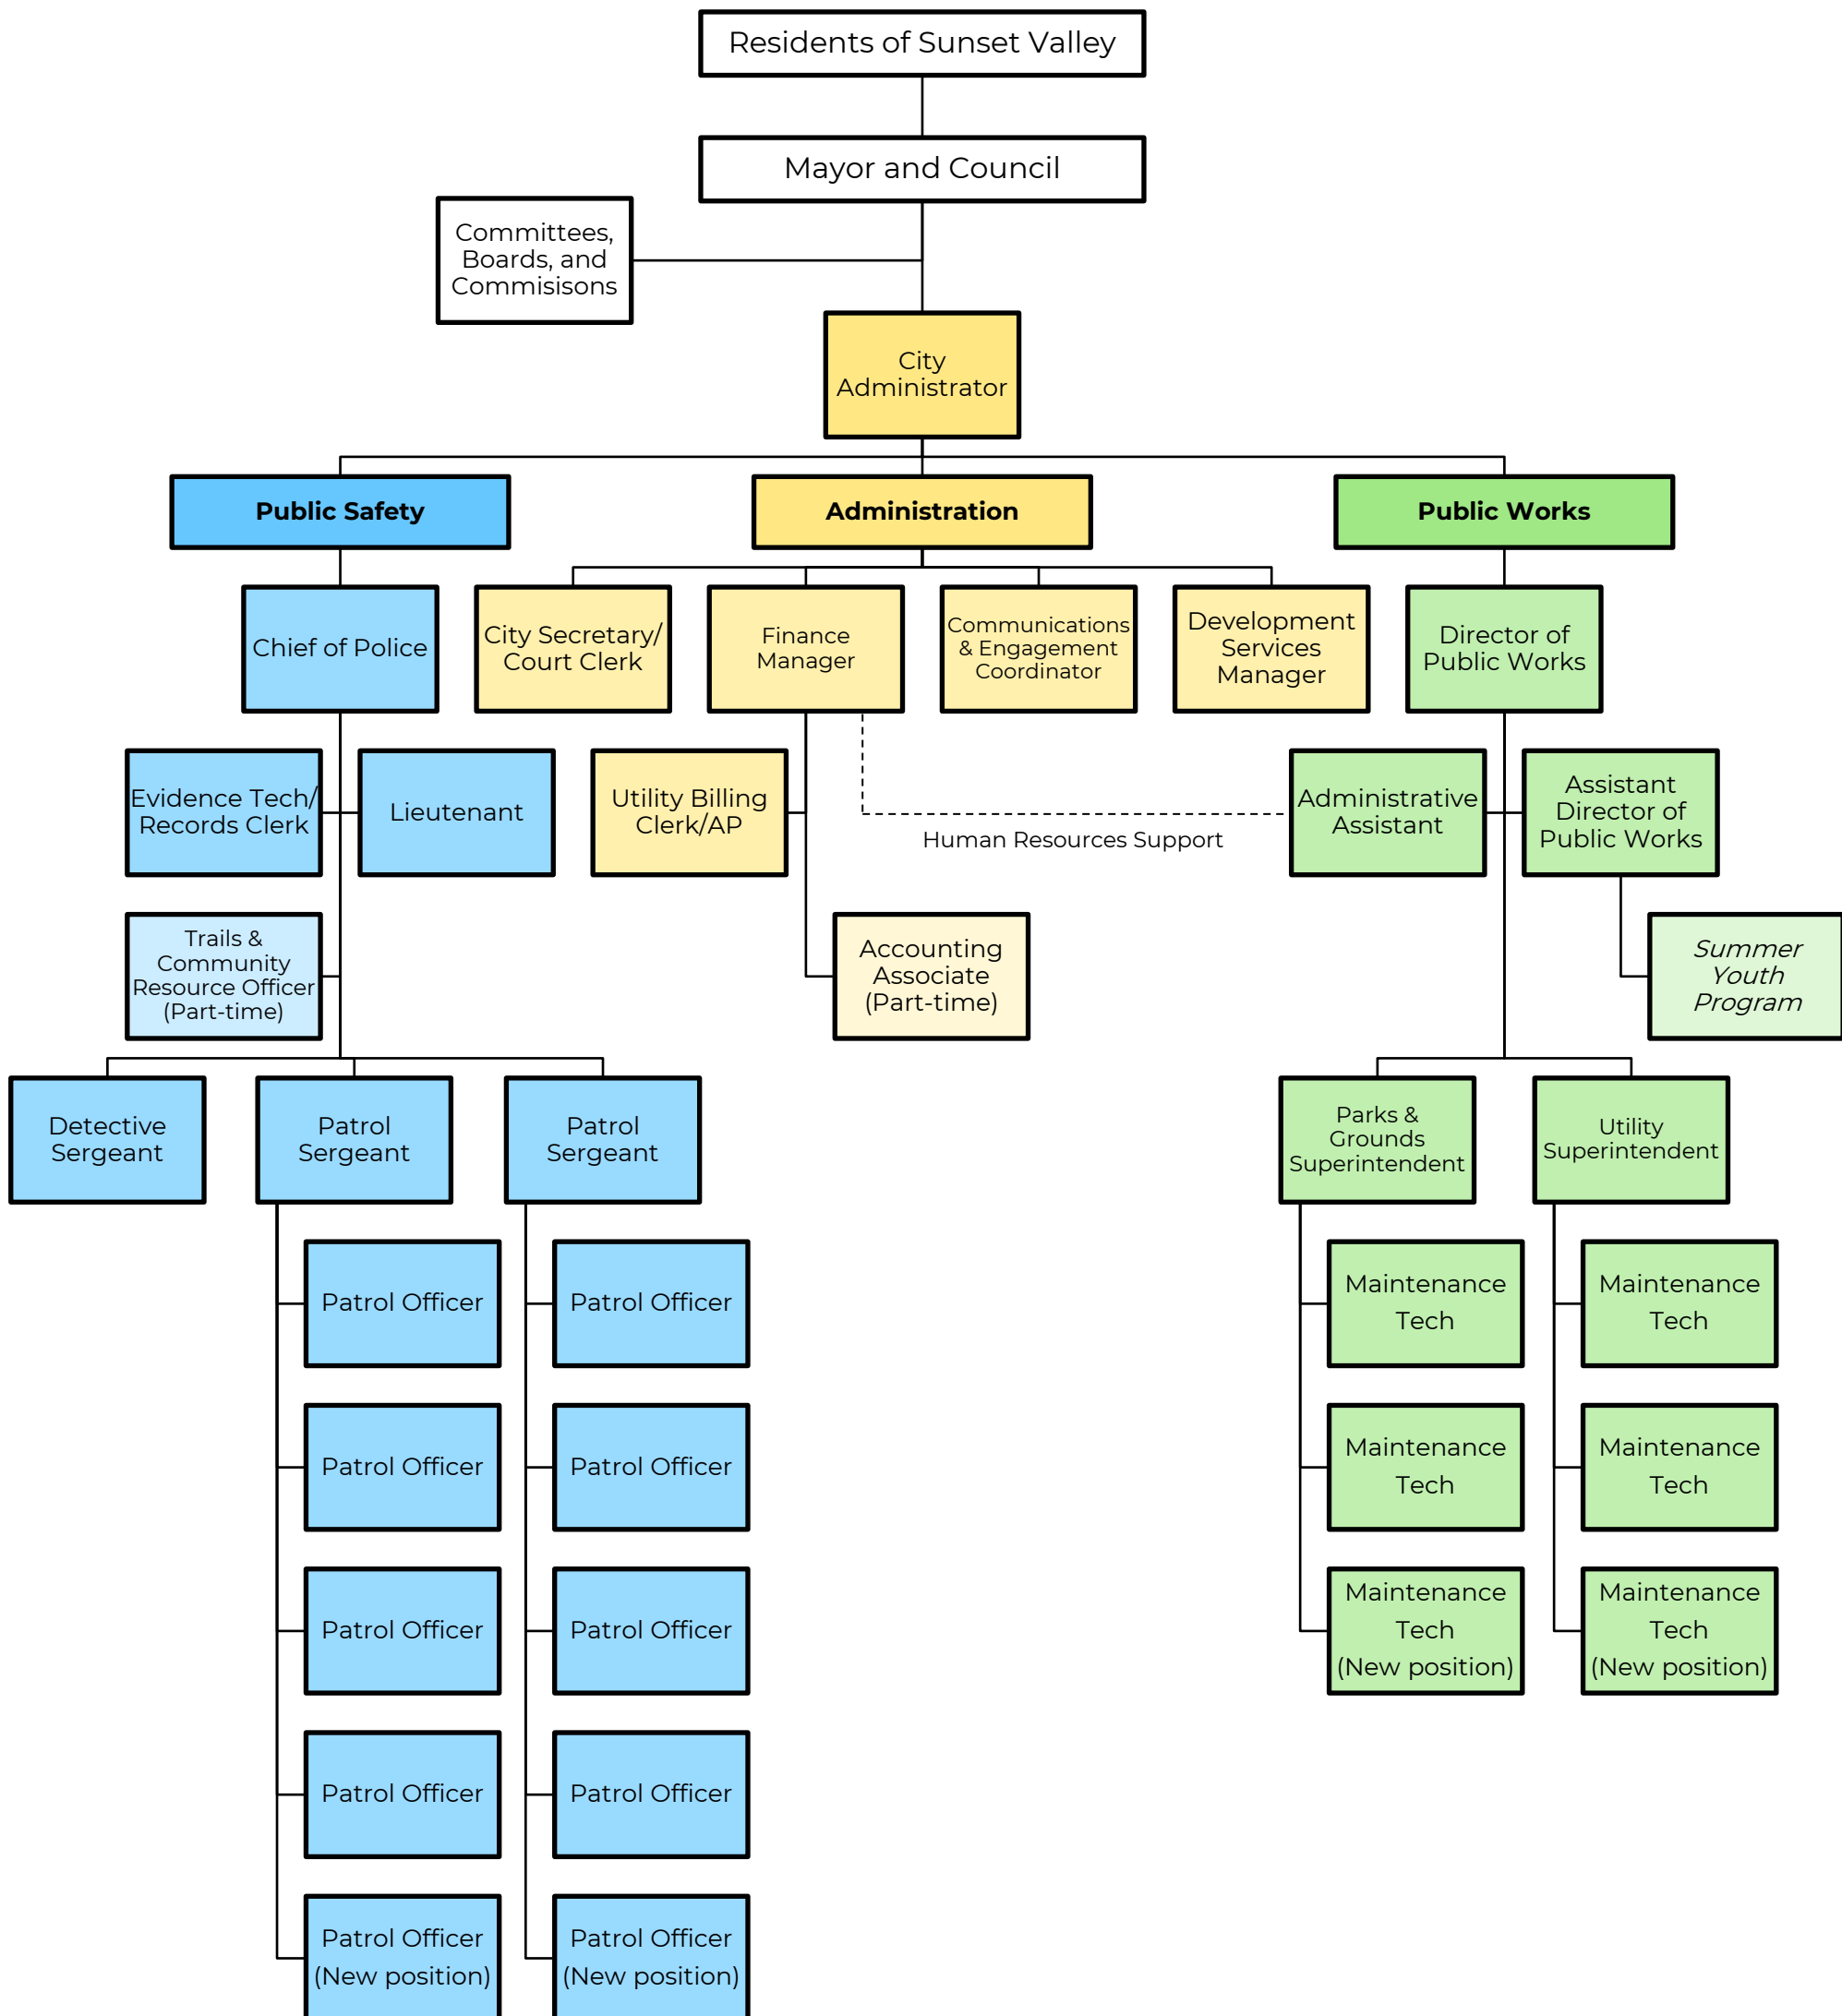 Residents of Sunset Valley
Mayor and Council
Committees,
Boards, and
Commisisons
City
Administrator
Public Safety
Administration
Public Works
Chief of Police
City Secretary/
Court Clerk
Finance
Manager
Communications
& Engagement
Coordinator
Development
Services
Manager
Director of
Public Works
Evidence Tech/
Records Clerk
Lieutenant
Utility Billing
Clerk/AP
Human Resources Support
Administrative
Assistant
Assistant
Director of
Public Works
Trails &
Community
Resource Officer
(Part-time)
Accounting
Associate
(Part-time)
Summer
Youth
Program
Detective
Sergeant
Patrol
Sergeant
Patrol
Sergeant
Parks &
Grounds
Superintendent
Utility
Superintendent
Patrol Officer
Patrol Officer
Maintenance
Tech
Maintenance
Tech
Patrol Officer
Patrol Officer
Maintenance
Tech
Maintenance
Tech
Patrol Officer
Patrol Officer
Maintenance
Tech
(New position)
Maintenance
Tech
(New position)
Patrol Officer
Patrol Officer
Patrol Officer
(New position)
Patrol Officer
(New position)